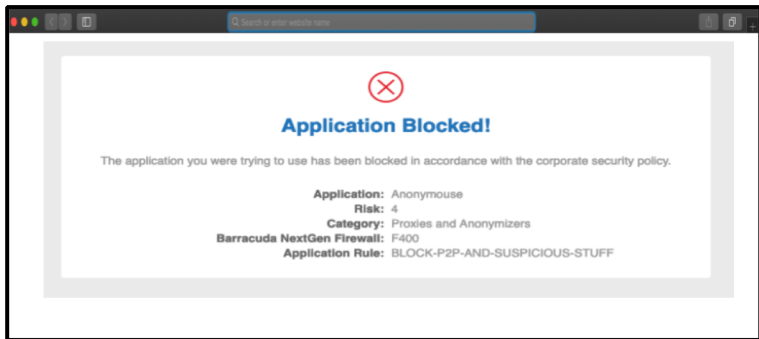 Search or enter website name
Application Blocked!
The application you were trying to use has been blocked in accordance with the corporate security policy.
Application: Anonymouse
Risk: 4
Category: Proxies and Anonymizers
Barracuda NextGen Firewall: F400
Application Rule: BLOCK-P2P-AND-SUSPICIOUS-STUFF